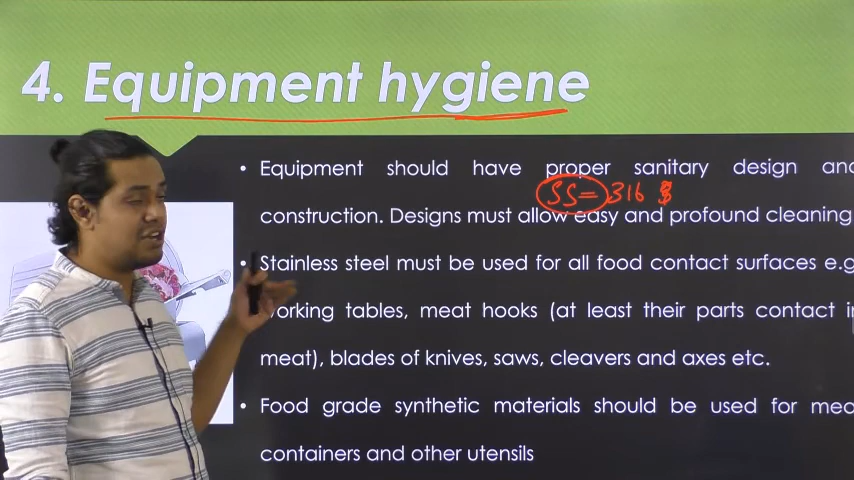 4. Equipment hygiene
• Equipment should have proper sanitary design and
SS= 316
construction. Designs must allow easy and profound cleaning
• Stainless steel must be used for all food contact surfaces e.g
working tables, meat hooks (at least their parts contact in
meat), blades of knives, saws, cleavers and axes etc.
• Food grade synthetic materials should be used for mea
containers and other utensils